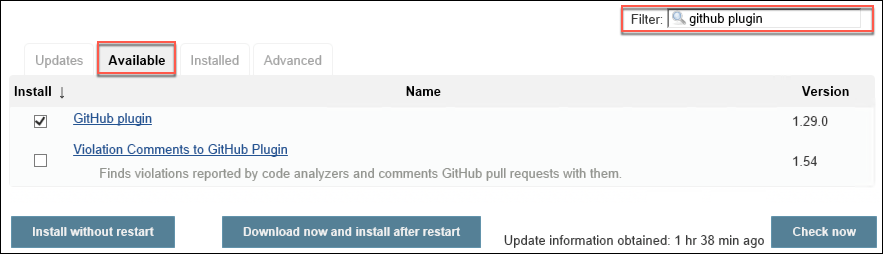 Filter: github plugin
Updates Available Installed Advanced
Install ↓ Name Version
GitHub plugin 1.29.0
Violation Comments to GitHub Plugin 1.54
Finds violations reported by code analyzers and comments GitHub pull requests with them.
Install without restart Download now and install after restart Update information obtained: 1 hr 38 min ago Check now